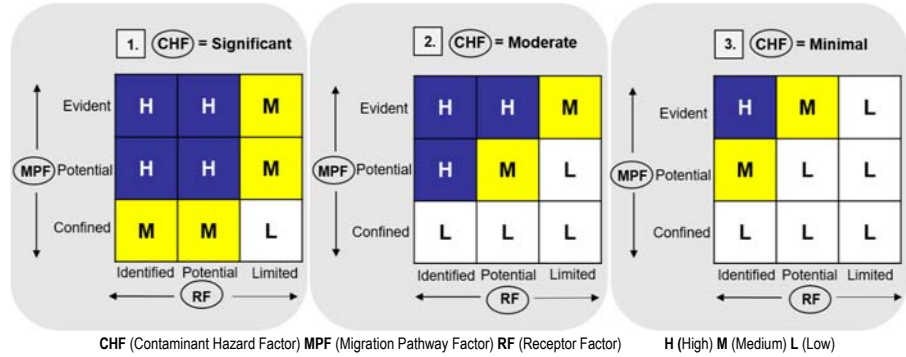 1. CHF = Significant
Evident H H M
MPF Potential H H M
Confined M M L
Identified Potential Limited
RF
2. CHF = Moderate
Evident H H M
MPF Potential H M L
Confined L L L
Identified Potential Limited
RF
3. CHF = Minimal
Evident H M L
MPF Potential M L L
Confined L L L
Identified Potential Limited
RF
CHF (Contaminant Hazard Factor) MPF (Migration Pathway Factor) RF (Receptor Factor) H (High) M (Medium) L (Low)